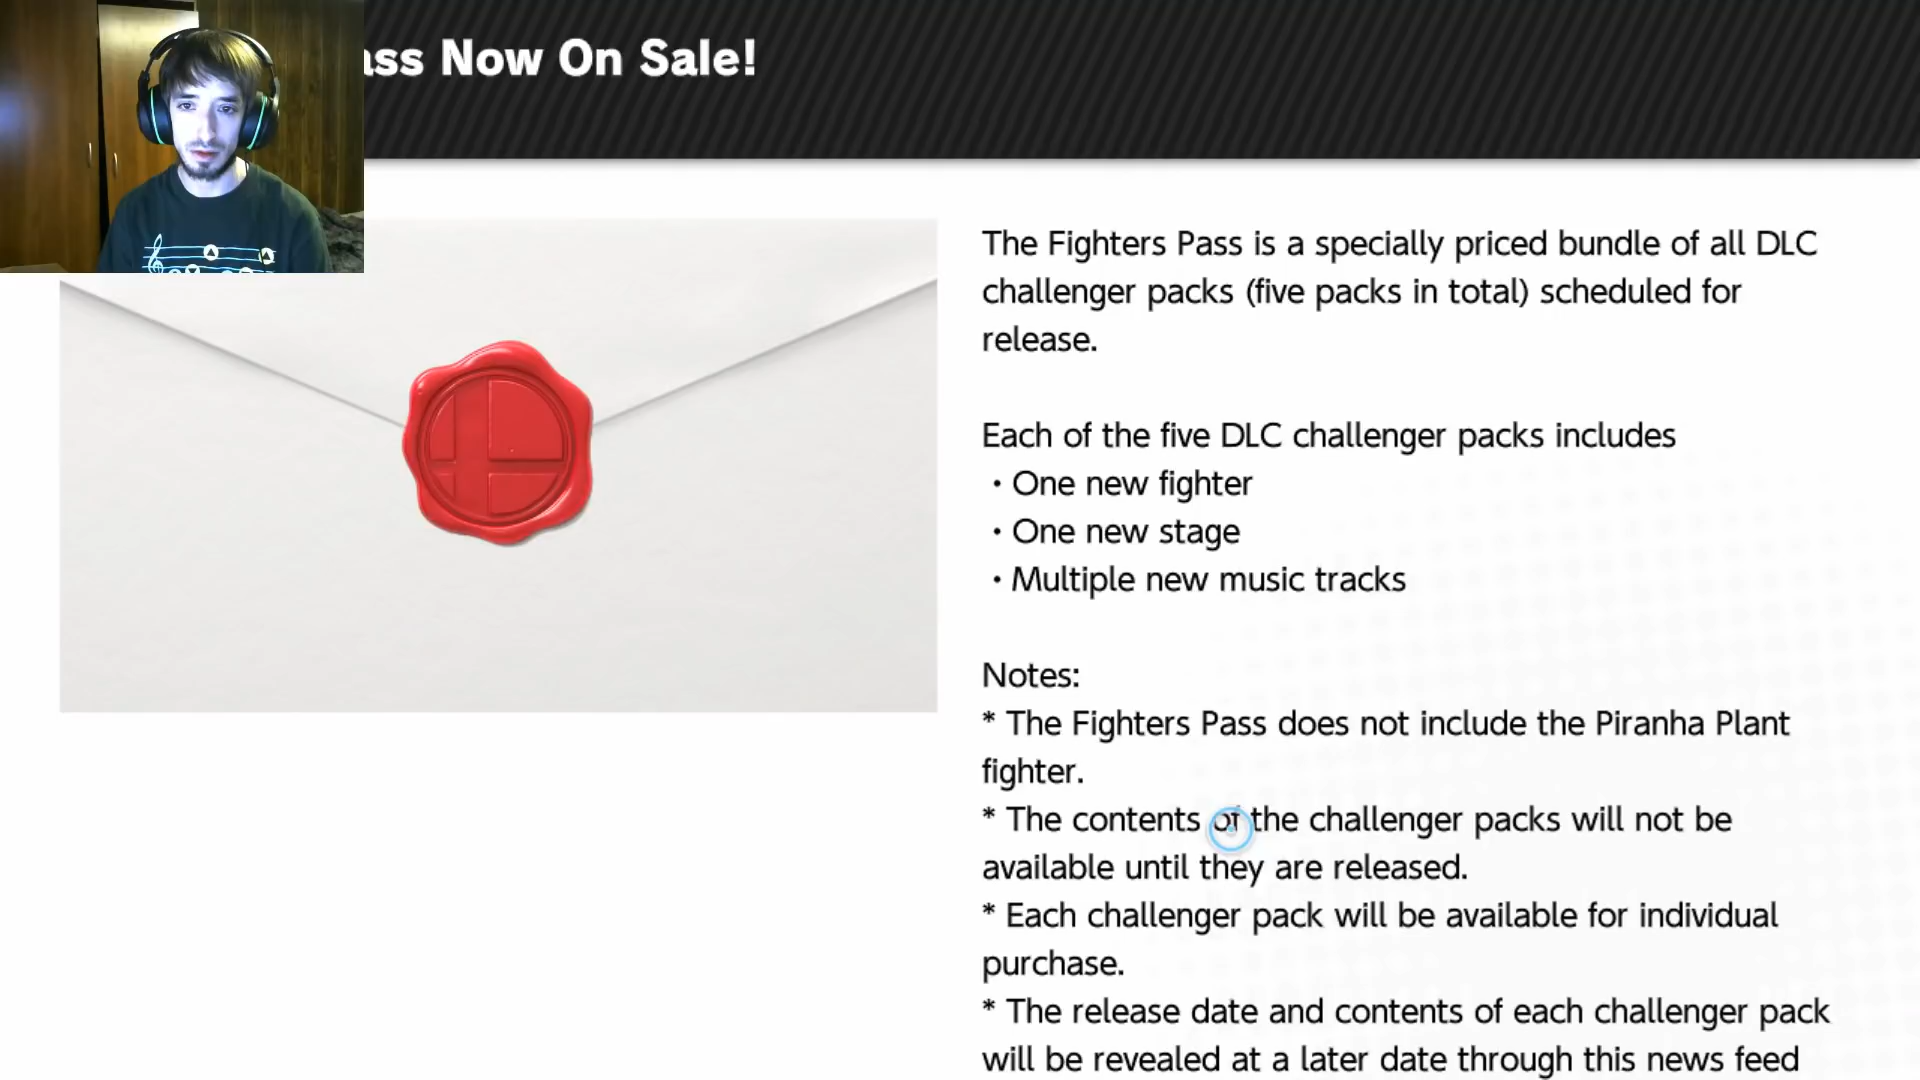 ass Now On Sale!
The Fighters Pass is a specially priced bundle of all DLC
challenger packs (five packs in total) scheduled for
release.
Each of the five DLC challenger packs includes
・One new fighter
・One new stage
・Multiple new music tracks
Notes:
* The Fighters Pass does not include the Piranha Plant
fighter.
* The contents of the challenger packs will not be
available until they are released.
* Each challenger pack will be available for individual
purchase.
* The release date and contents of each challenger pack
will be revealed at a later date through this news feed